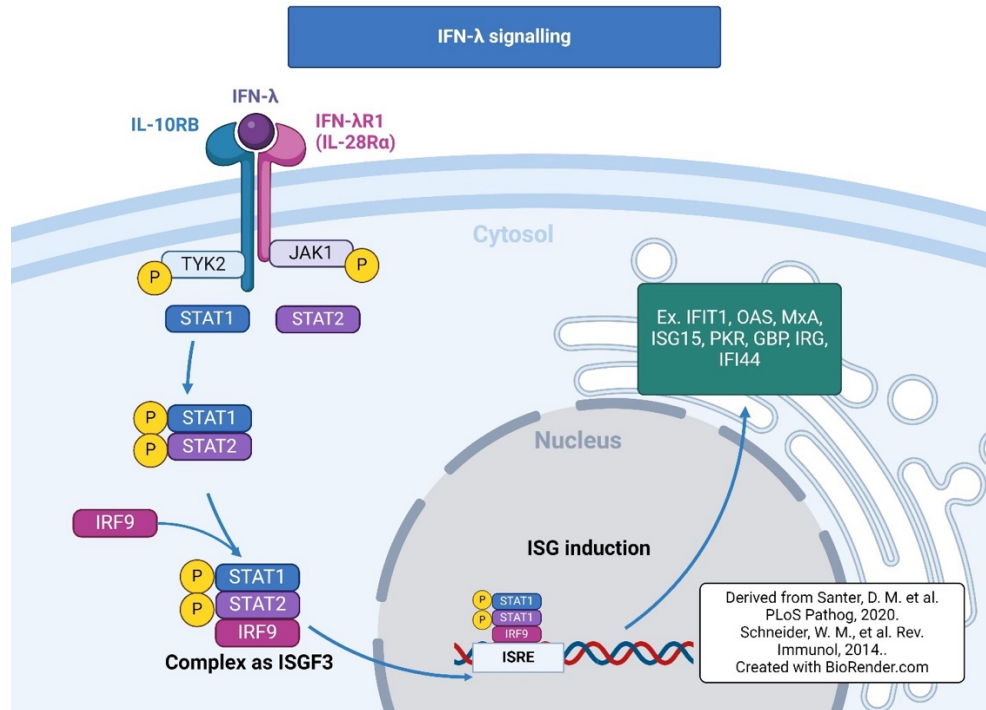 IFN-λ signalling
IFN-λ
IL-10RB
IFN-λR1
(IL-28Rα)
Cytosol
TYK2
JAK1
P
P
STAT1
STAT2
Ex. IFIT1, OAS, MxA,
ISG15, PKR, GBP, IRG,
IFI44
P
STAT1
P
STAT2
Nucleus
IRF9
ISG induction
P
STAT1
P
STAT2
IRF9
Complex as ISGF3
P
STAT1
P
STAT1
IRF9
ISRE
Derived from Santer, D. M. et al.
PLoS Pathog, 2020.
Schneider, W. M., et al. Rev.
Immunol, 2014..
Created with BioRender.com